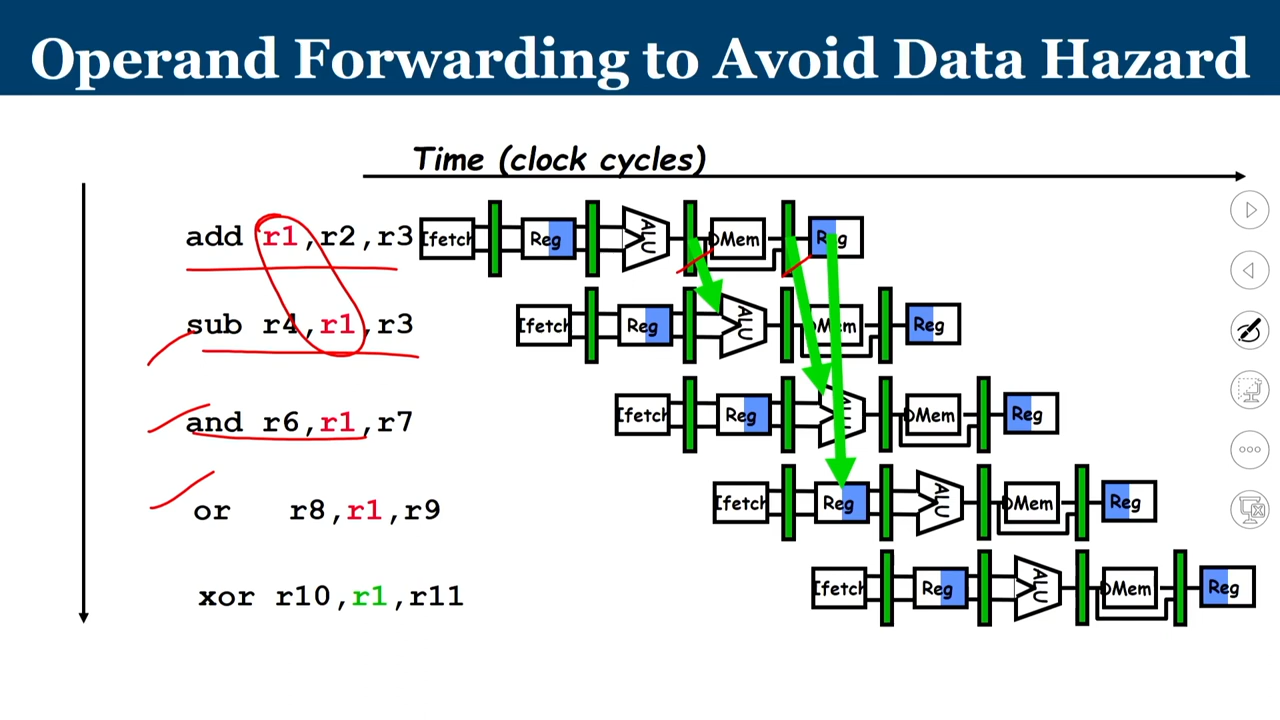 Operand Forwarding to Avoid Data Hazard
Time (clock cycles)
add r1,r2,r3 Ifetch Reg ALU DMem Reg
sub r4,r1,r3 Ifetch Reg ALU DMem Reg
and r6,r1,r7 Ifetch Reg ALU DMem Reg
or r8,r1,r9 Ifetch Reg ALU DMem Reg
xor r10,r1,r11 Ifetch Reg ALU DMem Reg